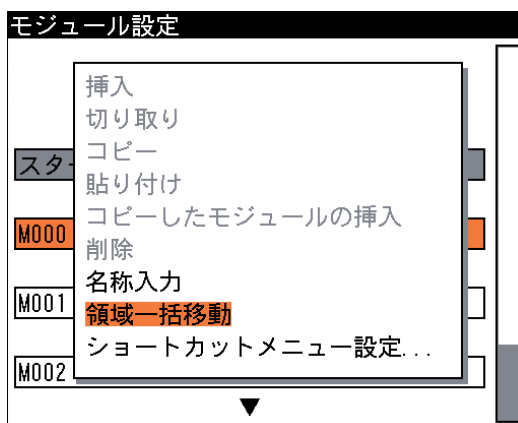 モジュール設定
挿入
切り取り
コピー
スター
貼り付け
コピーしたモジュールの挿入
M000
削除
名称入力
M001
領域一括移動
ショートカットメニュー設定...
M002
▼